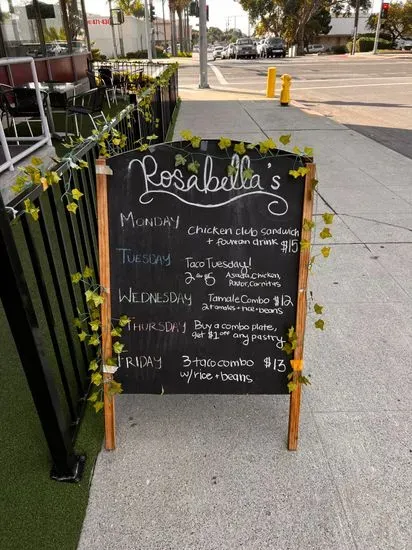 Rosabella's
MONDAY
Chicken club sandwich
+ fountain drink $15
TUESDAY
Taco Tuesday!
2 for $5 Asada, Chicken,
Pastor, Carnitas
WEDNESDAY
Tamale Combo $12
2 tamales + rice + beans
THURSDAY
Buy a combo plate,
get $1 off any pastry
FRIDAY
3 taco combo $13
w/ rice + beans